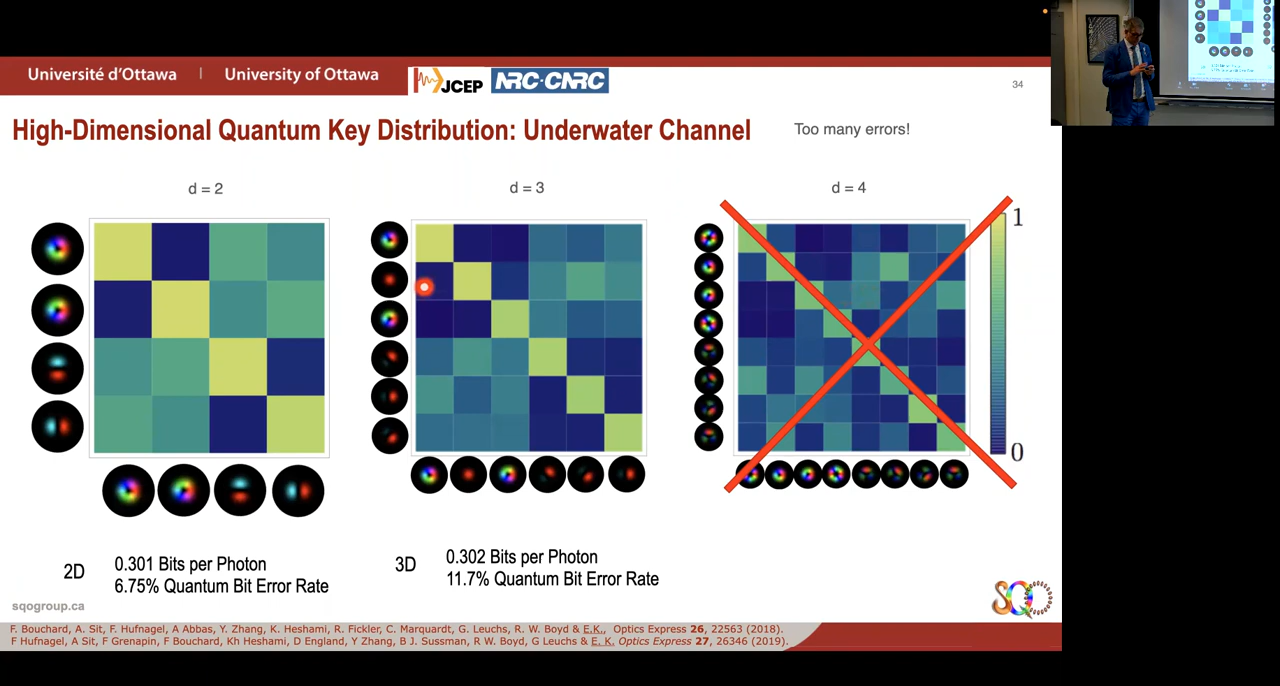 Université d'Ottawa | University of Ottawa
JCEP NRC·CNRC
34
High-Dimensional Quantum Key Distribution: Underwater Channel
Too many errors!
d = 2
d = 3
d = 4
1
0
2D
0.301 Bits per Photon
6.75% Quantum Bit Error Rate
3D
0.302 Bits per Photon
11.7% Quantum Bit Error Rate
sqogroup.ca
SQO
F. Bouchard, A. Sit, F. Hufnagel, A Abbas, Y. Zhang, K. Heshami, R. Fickler, C. Marquardt, G. Leuchs, R. W. Boyd & E.K., Optics Express 26, 22563 (2018).
F Hufnagel, A Sit, F Grenapin, F Bouchard, Kh Heshami, D England, Y Zhang, B J. Sussman, R W. Boyd, G Leuchs & E. K. Optics Express 27, 26346 (2019).